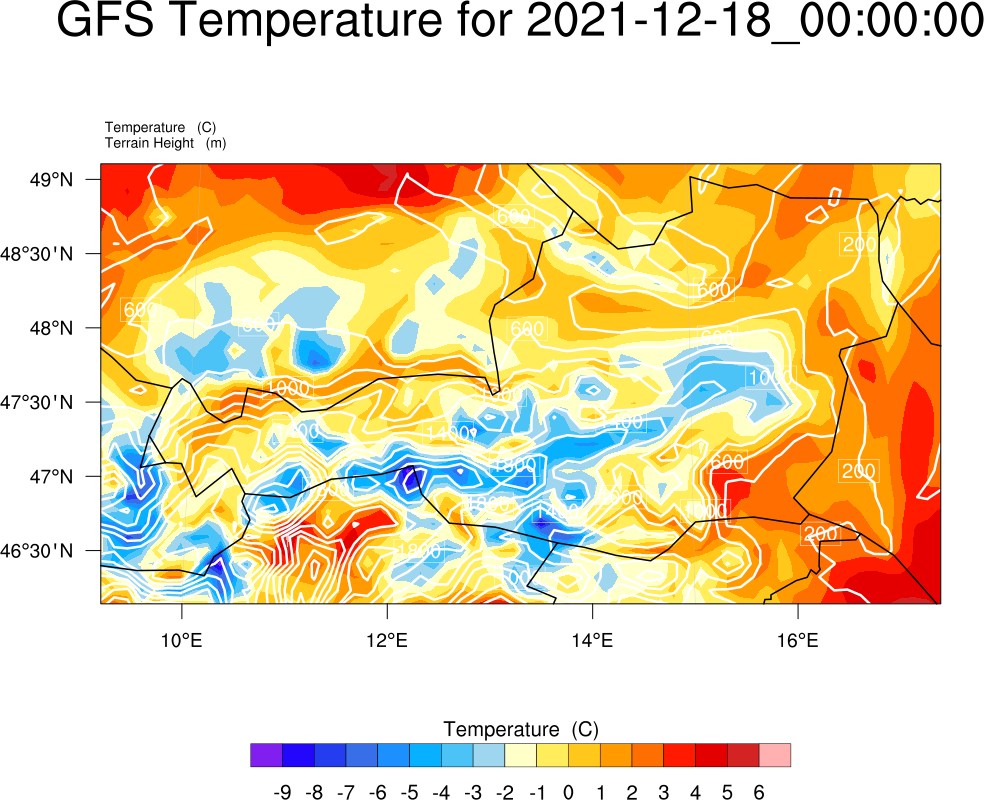 GFS Temperature for 2021-12-18_00:00:00
Temperature (C)
Terrain Height (m)
49°N
48°30'N
48°N
47°30'N
47°N
46°30'N
600
200
600
600
600
600
1000
1000
1400
1400
600
200
1800
1800
1000
200
1800
10°E
12°E
14°E
16°E
Temperature (C)
-9 -8 -7 -6 -5 -4 -3 -2 -1 0 1 2 3 4 5 6